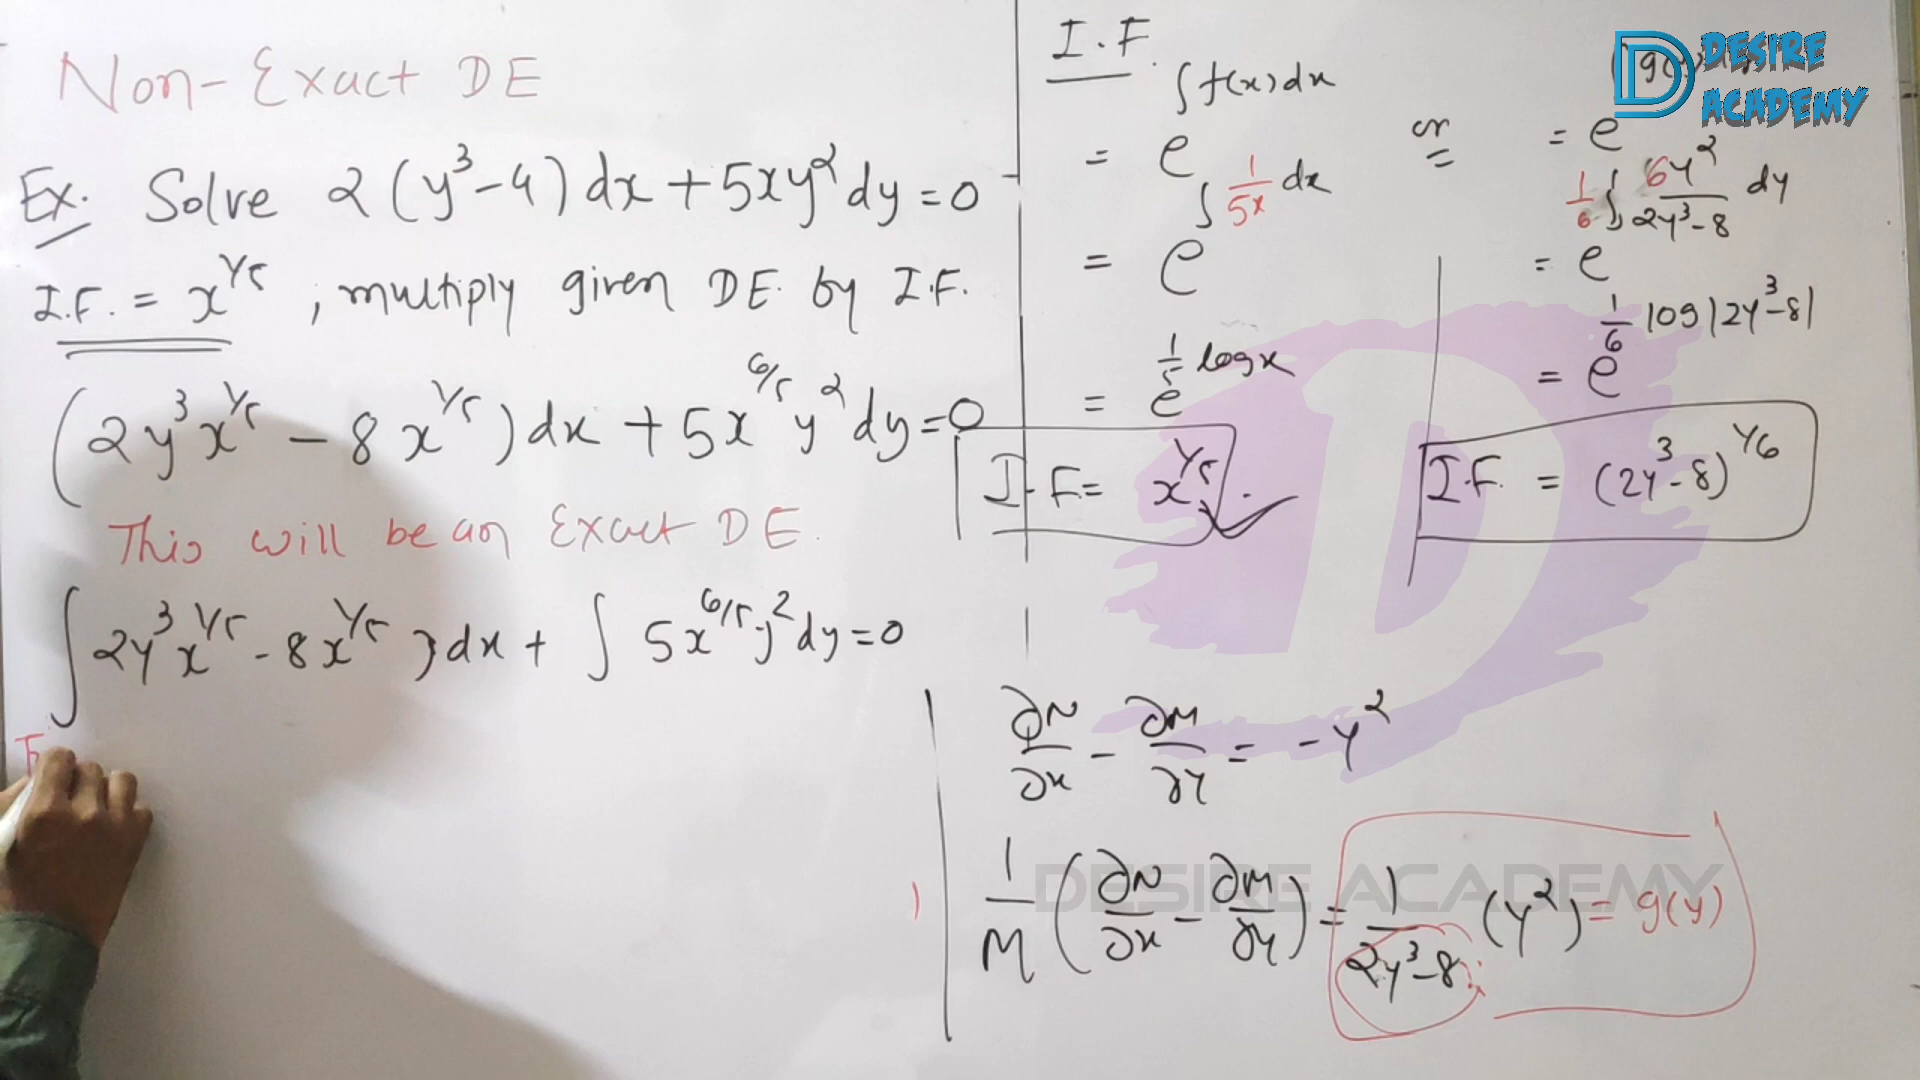 Non-Exact DE
Ex. Solve 2(y³-4)dx+5xy²dy=0
I.F. = x^1/5, multiply given DE by I.F.
(2y³x^1/5 - 8x^1/5)dx + 5x^6/5 y²dy=0
This will be an Exact DE.
∫2y³x^1/5 - 8x^1/5)dx + ∫ 5x^6/5 y²dy=0
I.F.
= e^∫f(x)dx or = e
= e^∫1/5x dx
= e^1/5 logx
I.F = x^1/5
= e^1/6∫6y²/2y³-8 dy
= e^1/6 log|2y³-8|
I.F. = (2y³-8)^1/6
∂N/∂x - ∂M/∂y = -y²
1/M (∂N/∂x - ∂M/∂y) = 1/2y³-8 (y²) = g(y)
DESIRE
ACADEMY
DESIRE ACADEMY